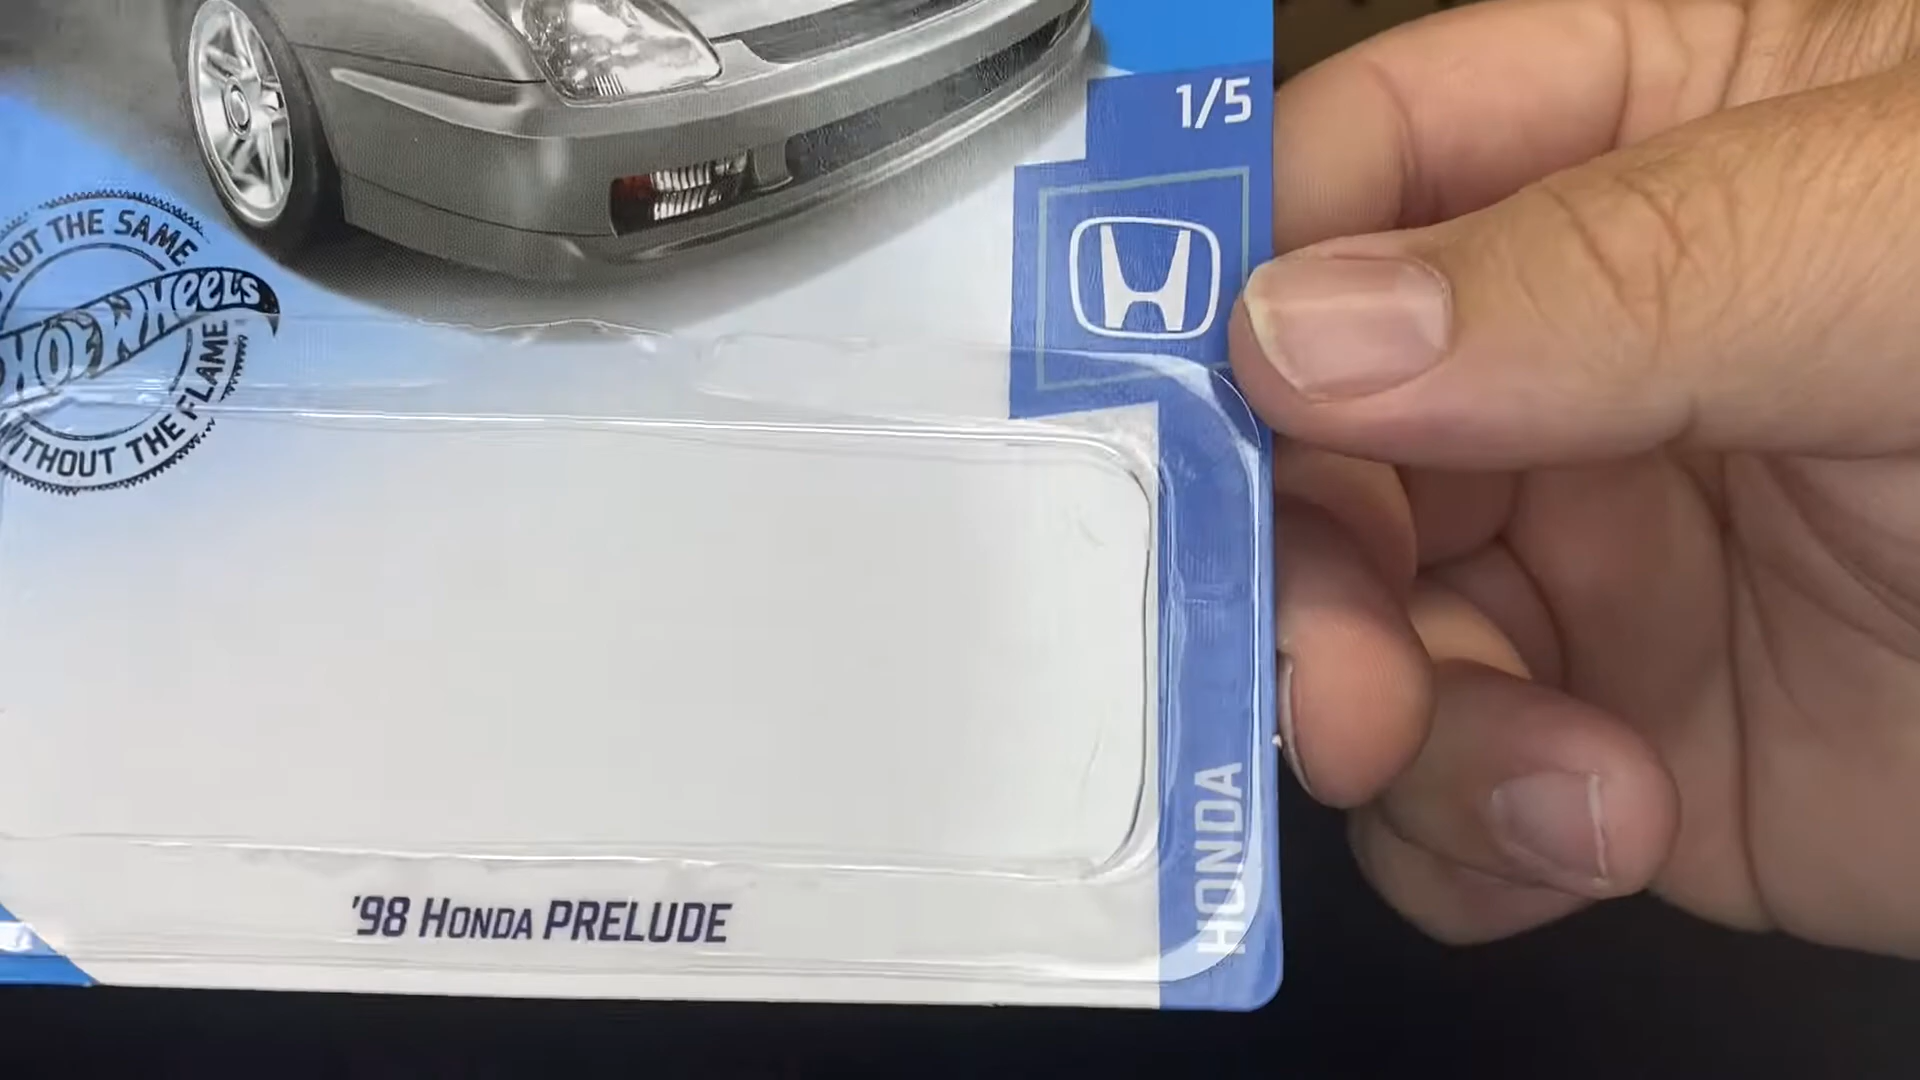 1/5
NOT THE SAME
HOT WHEELS
WITHOUT THE FLAME
HONDA
'98 HONDA PRELUDE